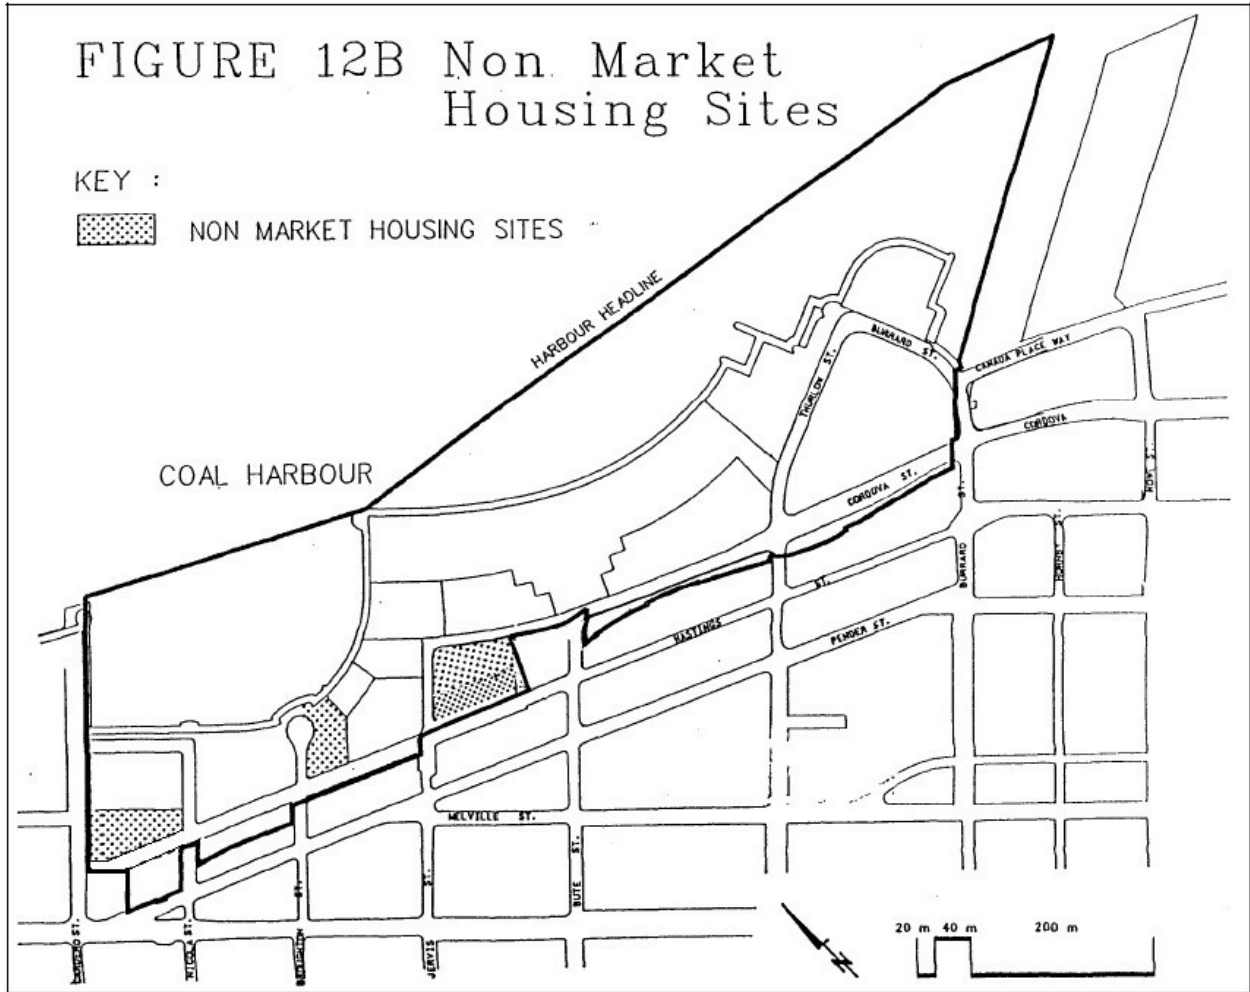 FIGURE 12B Non Market
Housing Sites
KEY :
NON MARKET HOUSING SITES
HARBOUR HEADLINE
BURRARD ST.
THURLOW ST.
CANADA PLACE WAY
CORDOVA
COAL HARBOUR
CORDOVA ST.
HOWE ST.
HORNBY ST.
BURRARD ST.
HASTINGS ST.
PENDER ST.
MELVILLE ST.
BUTE ST.
CARDERO ST.
NICOLA ST.
BROUGHTON ST.
JERVIS ST.
N
20 m 40 m 200 m